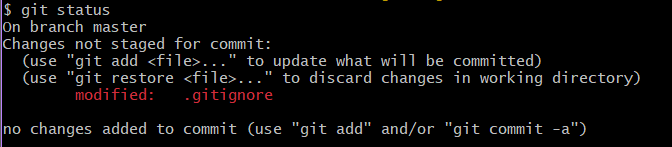 $ git status
On branch master
Changes not staged for commit:
  (use "git add <file>..." to update what will be committed)
  (use "git restore <file>..." to discard changes in working directory)
        modified:   .gitignore

no changes added to commit (use "git add" and/or "git commit -a")